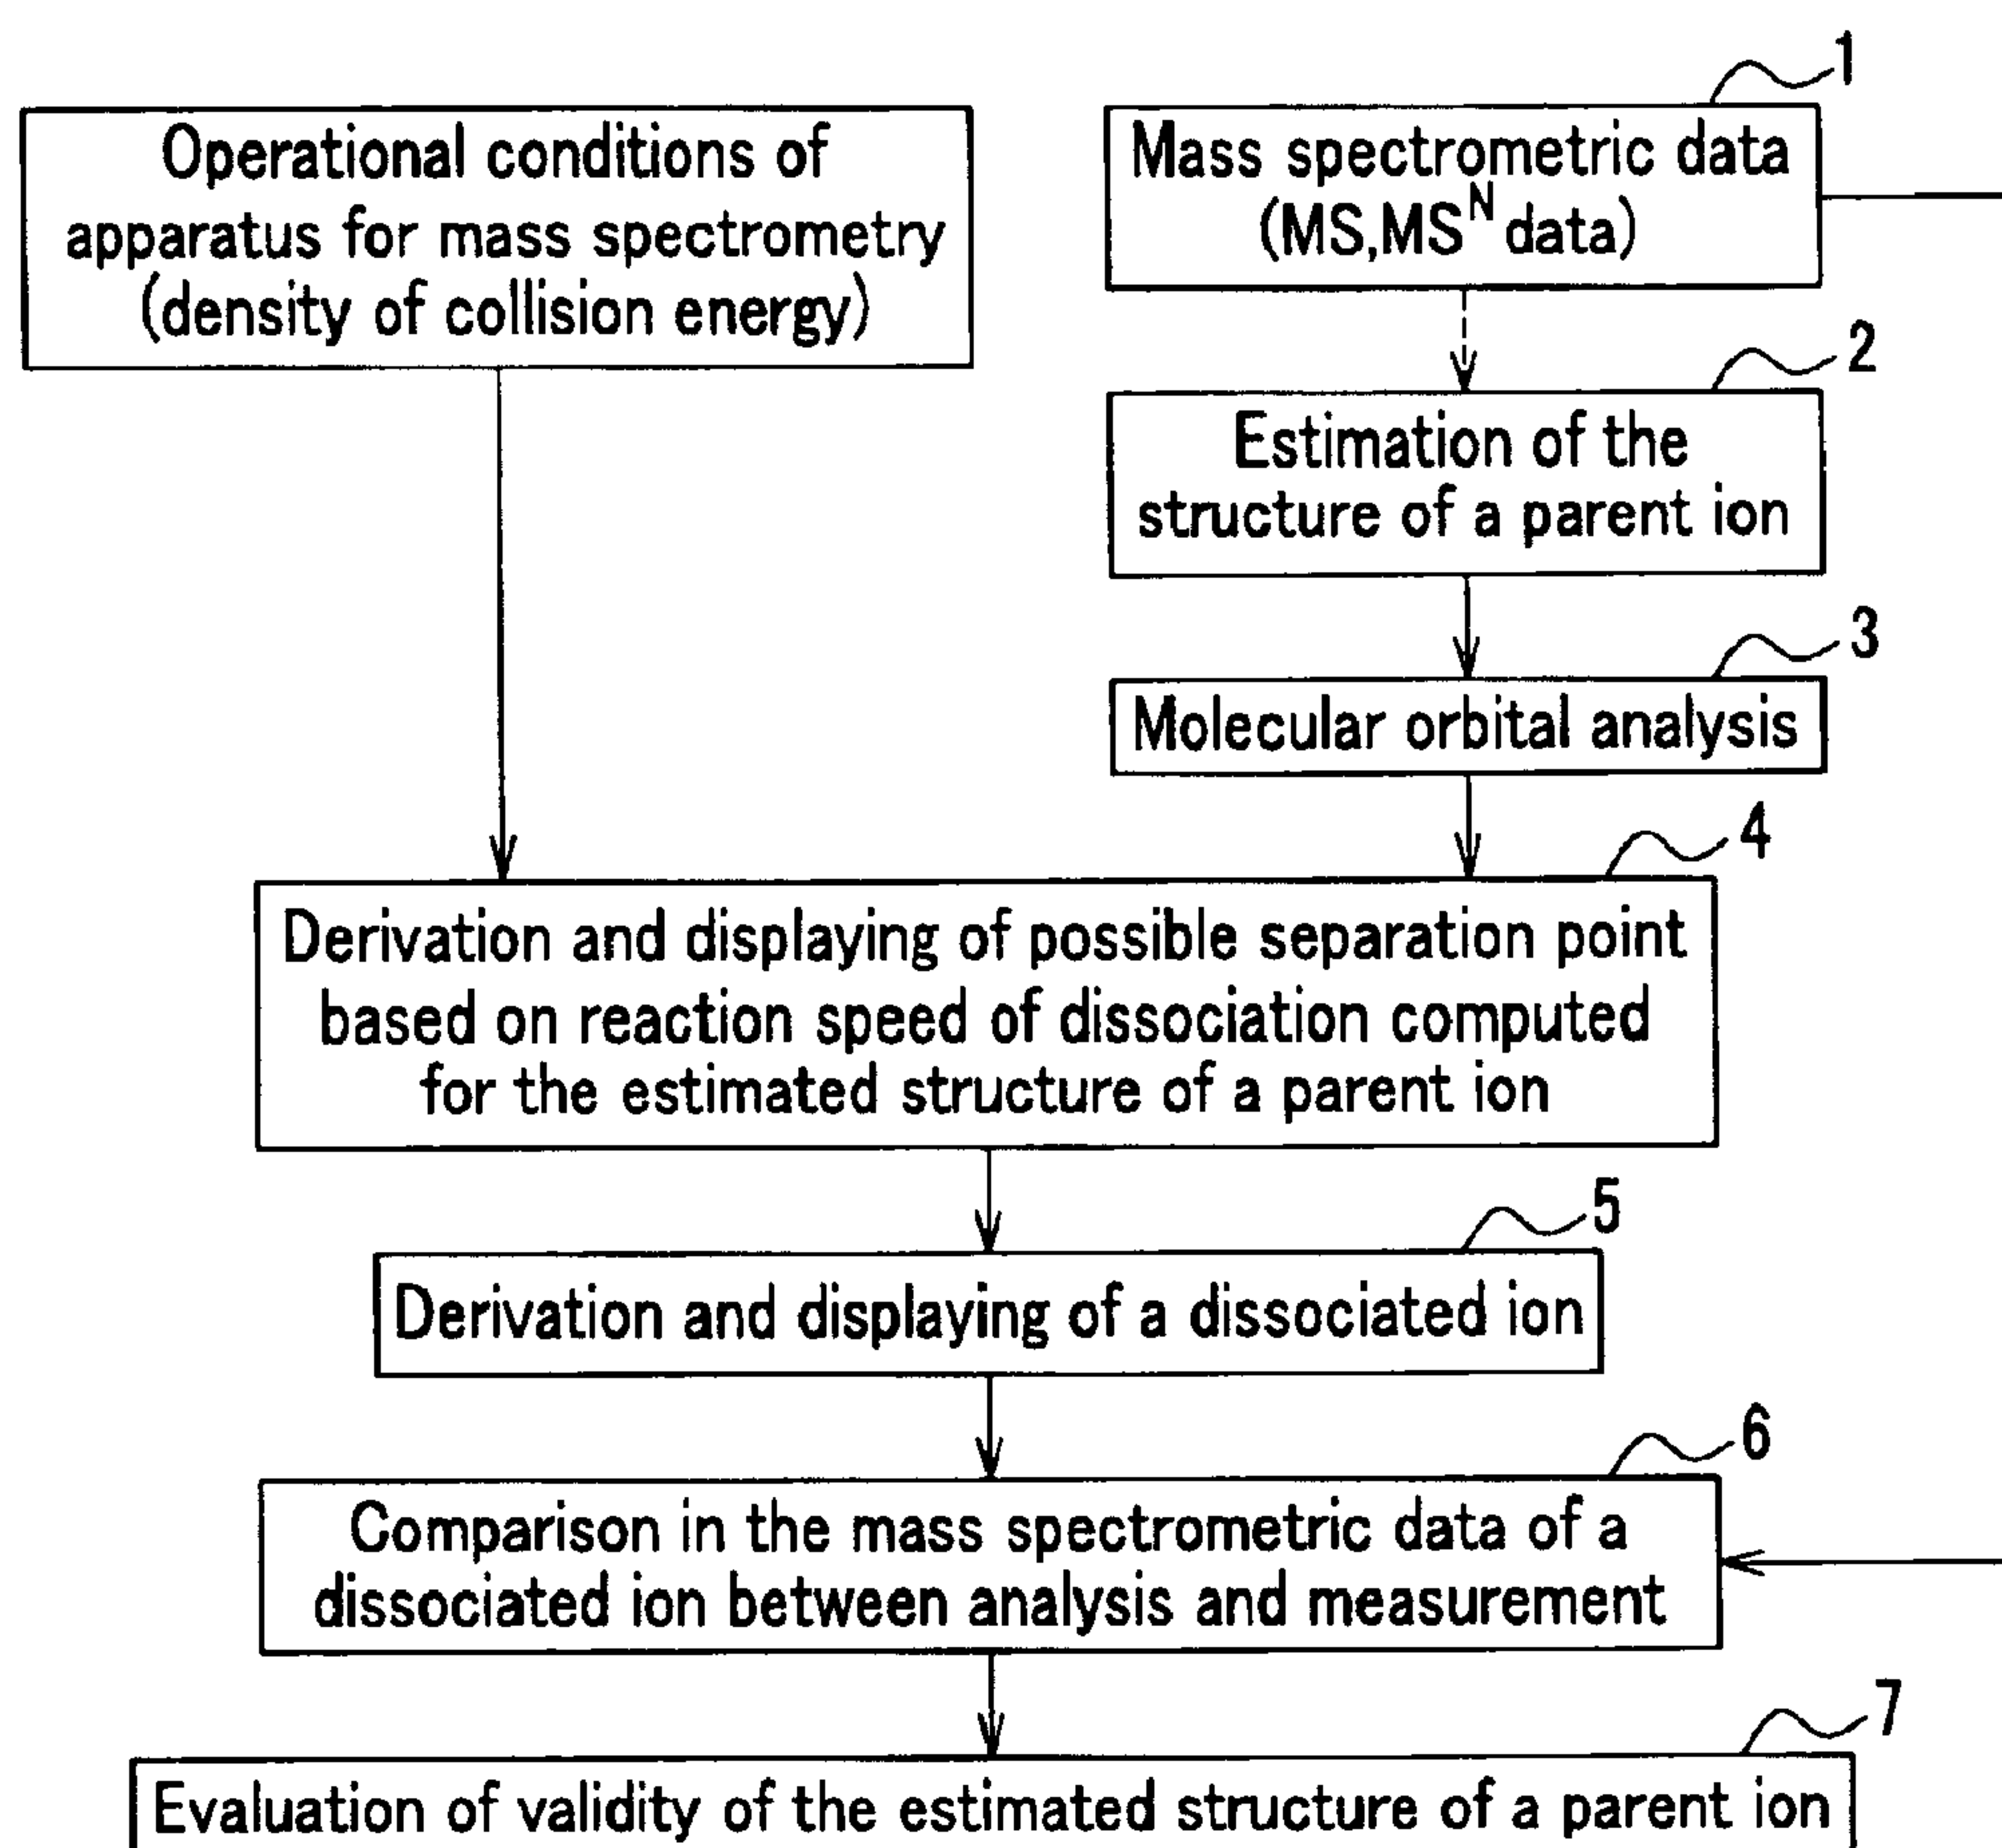 Operational conditions of
apparatus for mass spectrometry
(density of collision energy)
1
Mass spectrometric data
(MS,MS^N data)
2
Estimation of the
structure of a parent ion
3
Molecular orbital analysis
4
Derivation and displaying of possible separation point
based on reaction speed of dissociation computed
for the estimated structure of a parent ion
5
Derivation and displaying of a dissociated ion
6
Comparison in the mass spectrometric data of a
dissociated ion between analysis and measurement
7
Evaluation of validity of the estimated structure of a parent ion